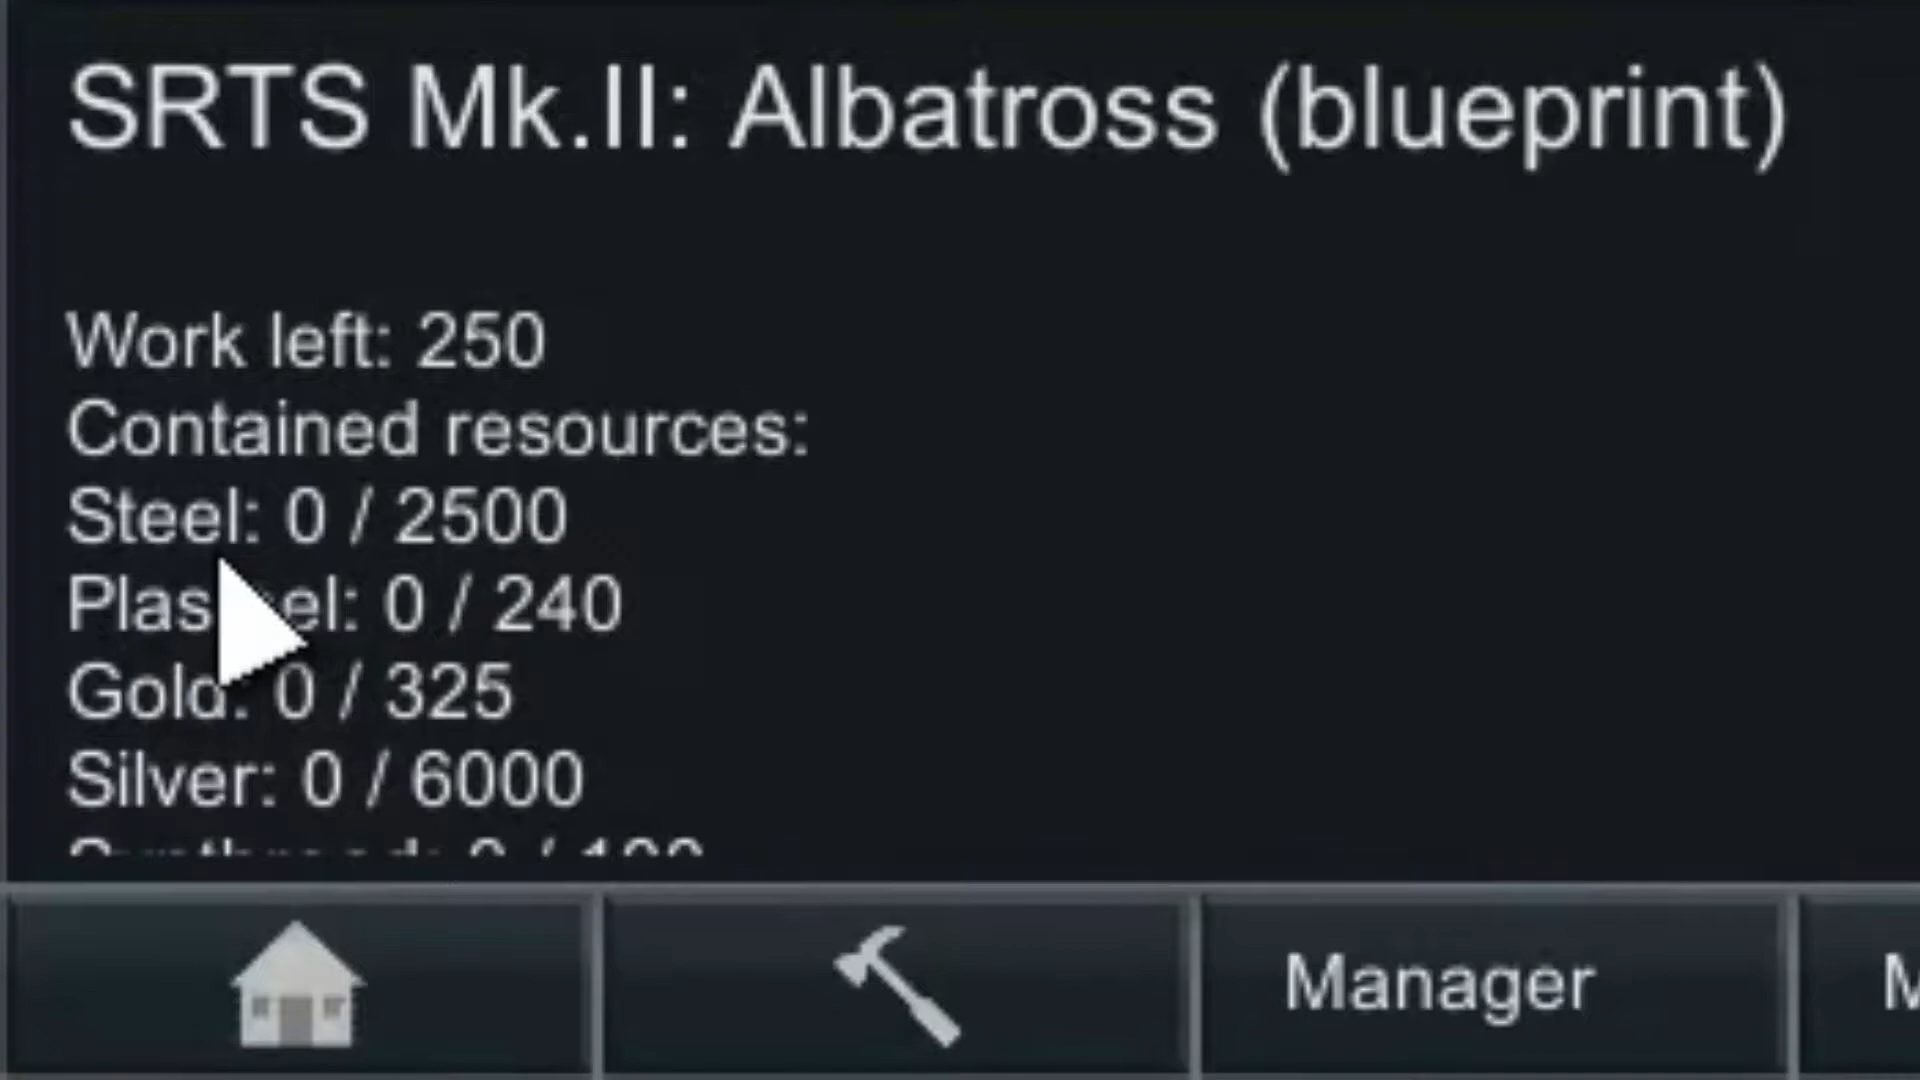 SRTS Mk.II: Albatross (blueprint)
Work left: 250
Contained resources:
Steel: 0 / 2500
0 / 240
Gold: 0 / 325
Silver: 0 / 6000
Manager